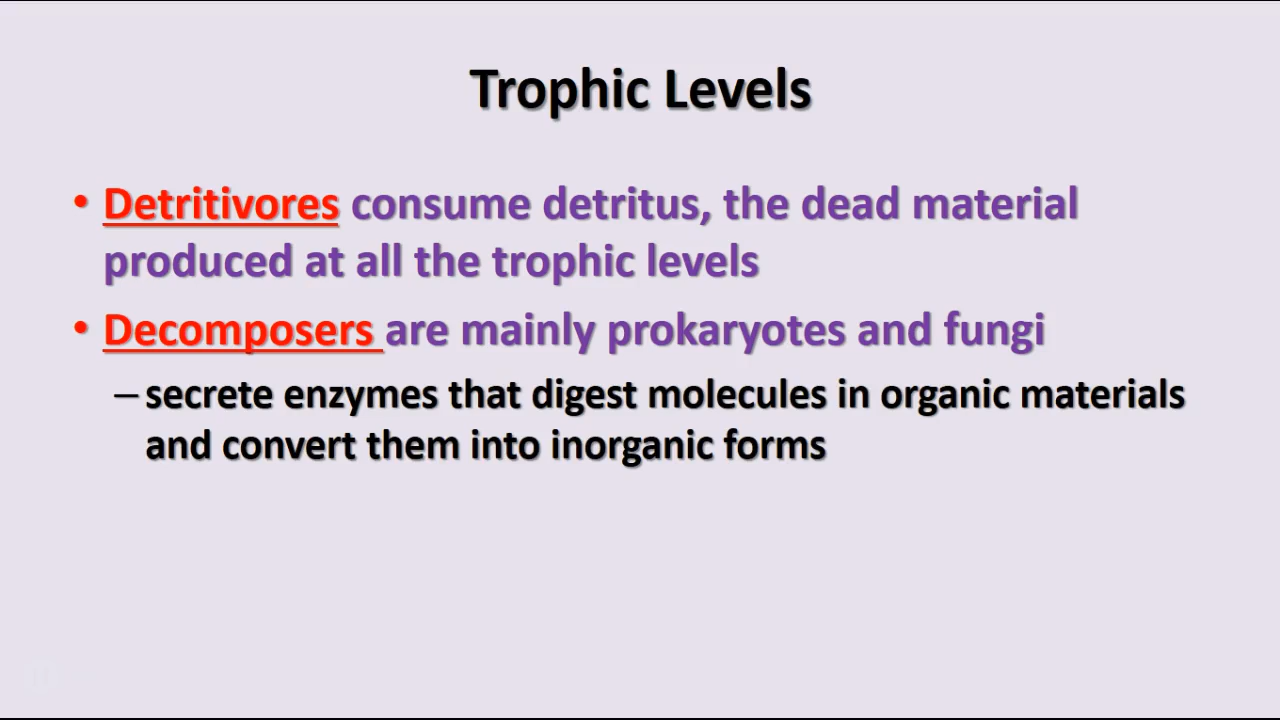 Trophic Levels
• Detritivores consume detritus, the dead material
produced at all the trophic levels
• Decomposers are mainly prokaryotes and fungi
– secrete enzymes that digest molecules in organic materials
and convert them into inorganic forms